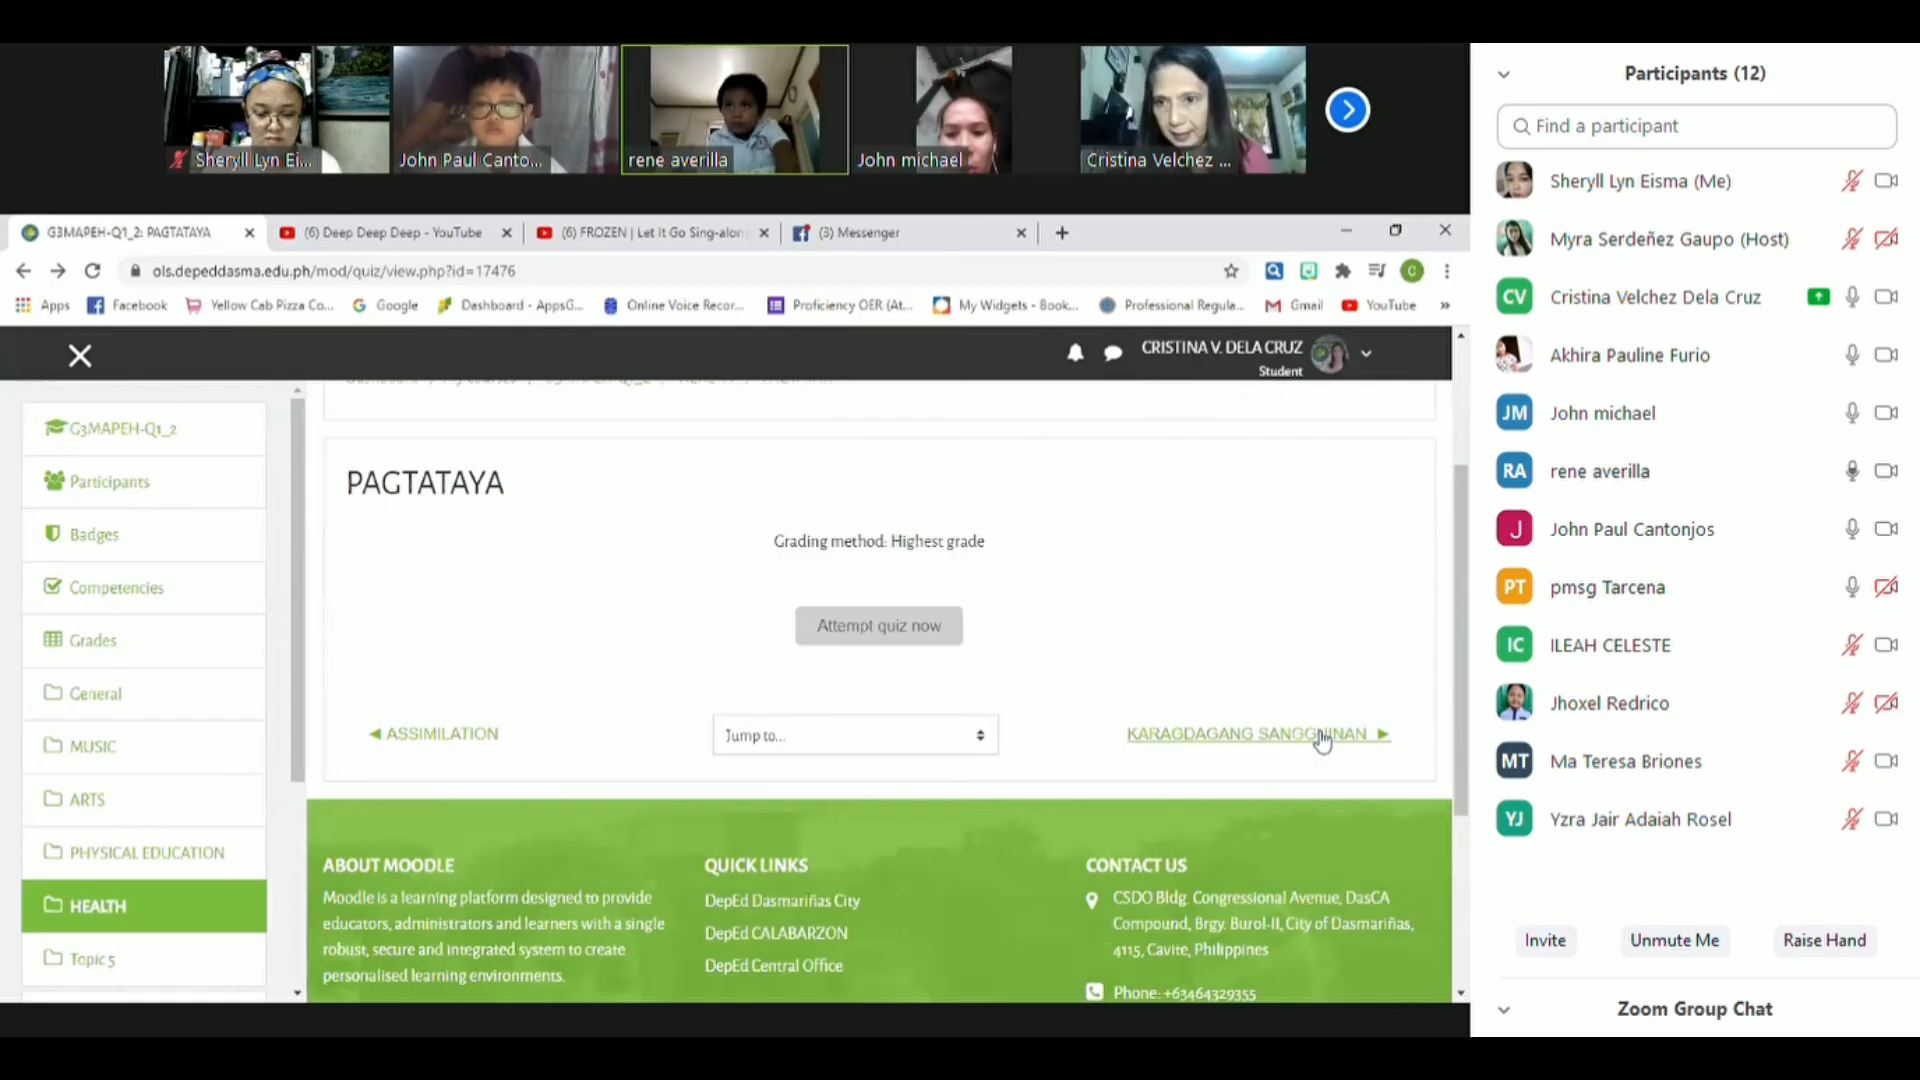 Sheryll Lyn Ei...
John Paul Canto...
rene averilla
John michael
Cristina Velchez ...
G3MAPEH-Q1_2: PAGTATAYA
(6) Deep Deep Deep - YouTube
(6) FROZEN | Let It Go Sing-along
(3) Messenger
ols.depeddasma.edu.ph/mod/quiz/view.php?id=17476
C
Apps
Facebook
Yellow Cab Pizza Co...
Google
Dashboard - AppsG...
Online Voice Recor...
Proficiency OER (At...
My Widgets - Book...
Professional Regula...
Gmail
YouTube
»
CRISTINA V. DELA CRUZ
Student
G3MAPEH-Q1_2
Participants
Badges
Competencies
Grades
General
MUSIC
ARTS
PHYSICAL EDUCATION
HEALTH
Topic 5
PAGTATAYA
Grading method: Highest grade
Attempt quiz now
◀ ASSIMILATION
Jump to...
KARAGDAGANG SANGGUNIAN ▶
ABOUT MOODLE
Moodle is a learning platform designed to provide
educators, administrators and learners with a single
robust, secure and integrated system to create
personalised learning environments.
QUICK LINKS
DepEd Dasmariñas City
DepEd CALABARZON
DepEd Central Office
CONTACT US
CSDO Bldg. Congressional Avenue, DasCA
Compound, Brgy. Burol-II, City of Dasmariñas,
4115, Cavite, Philippines
Phone: +63464329355
Participants (12)
Find a participant
Sheryll Lyn Eisma (Me)
Myra Serdeñez Gaupo (Host)
CV Cristina Velchez Dela Cruz
Akhira Pauline Furio
JM John michael
RA rene averilla
J John Paul Cantonjos
PT pmsg Tarcena
IC ILEAH CELESTE
Jhoxel Redrico
MT Ma Teresa Briones
YJ Yzra Jair Adaiah Rosel
Invite
Unmute Me
Raise Hand
Zoom Group Chat